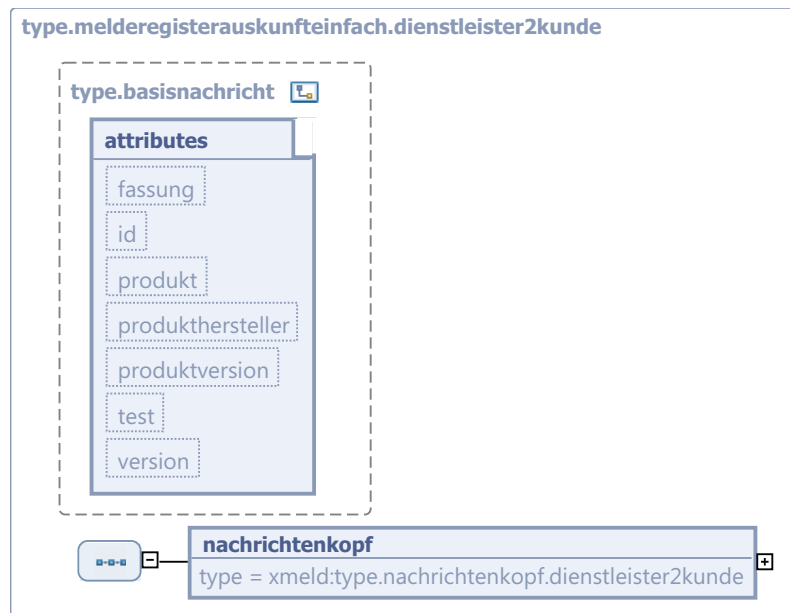 type.melderegisterauskunfteinfach.dienstleister2kunde
type.basisnachricht
attributes
fassung
id
produkt
produkthersteller
produktversion
test
version
nachrichtenkopf
type = xmeld:type.nachrichtenkopf.dienstleister2kunde